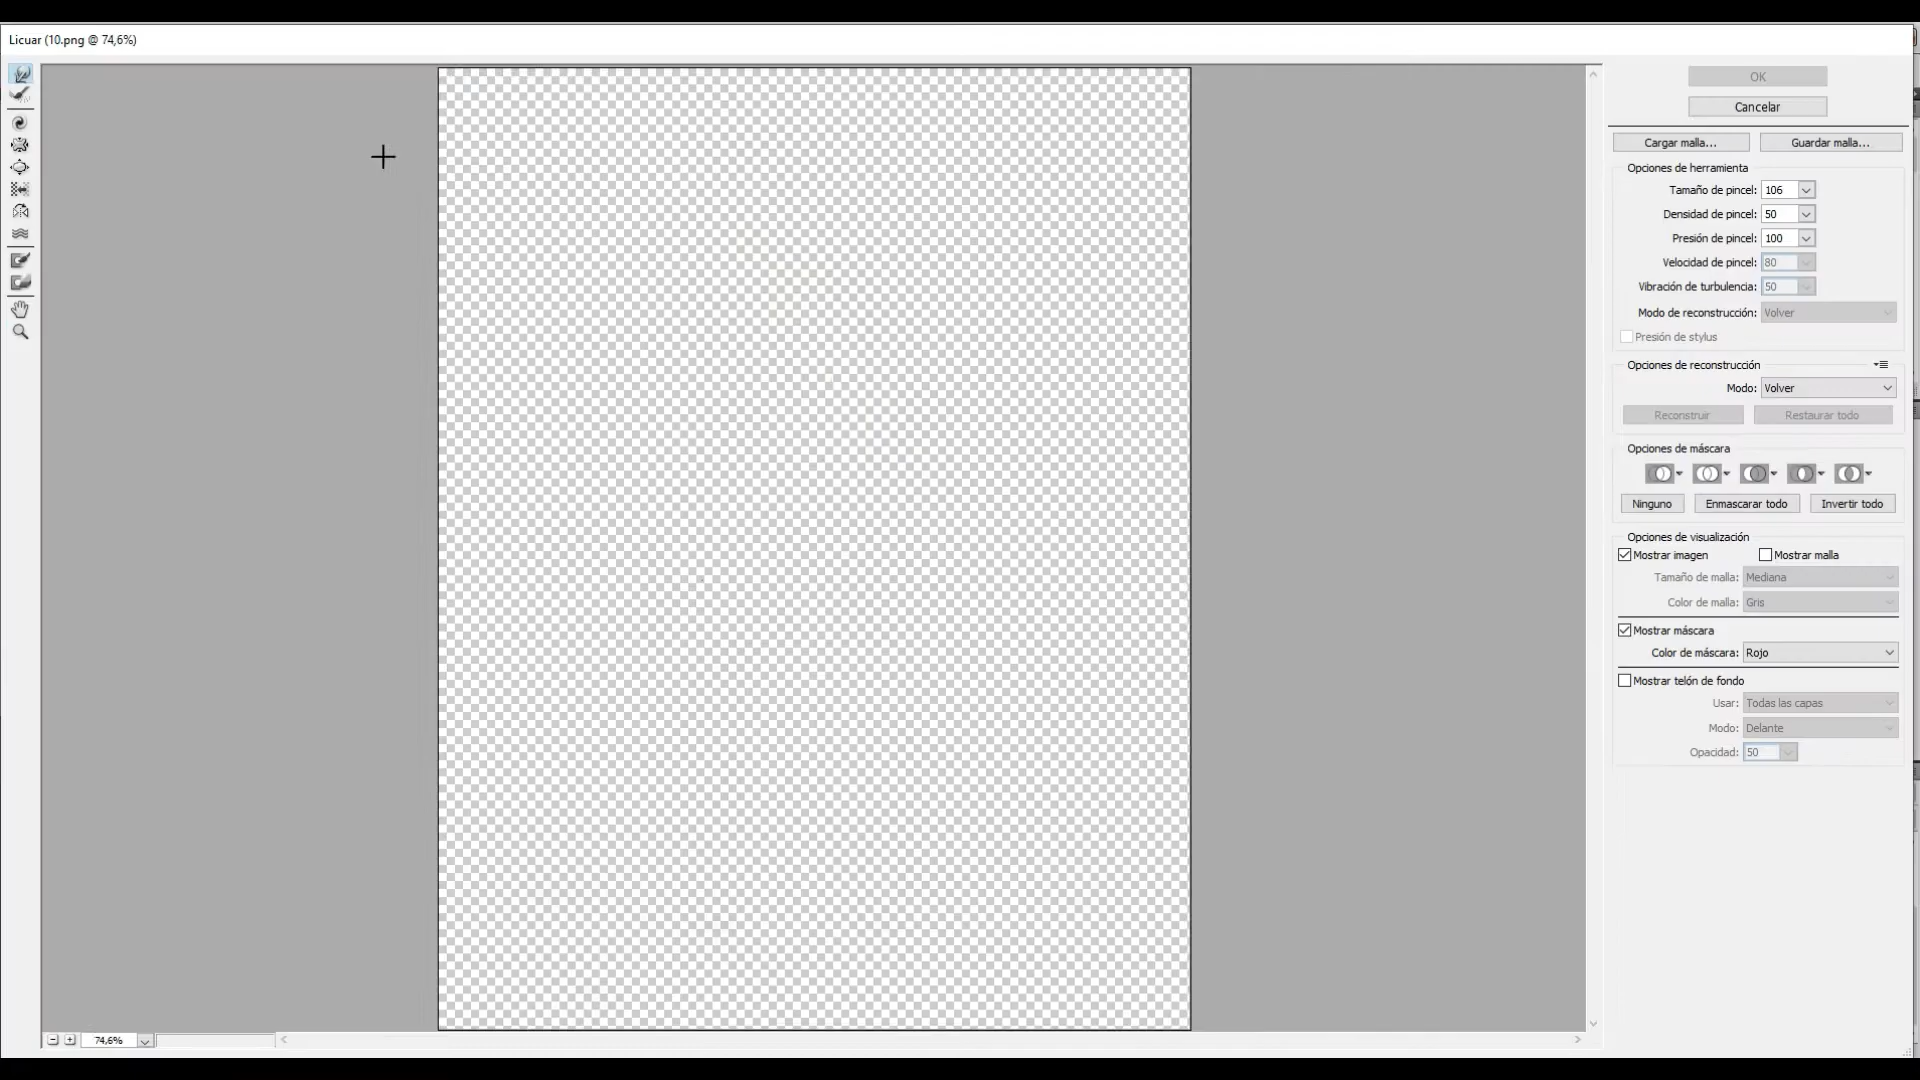 Licuar (10.png @ 74,6%)
OK
Cancelar
Cargar malla... Guardar malla...
Opciones de herramienta
Tamaño de pincel: 106
Densidad de pincel: 50
Presión de pincel: 100
Velocidad de pincel: 80
Vibración de turbulencia: 50
Modo de reconstrucción: Volver
Presión de stylus
Opciones de reconstrucción
Modo: Volver
Reconstruir Restaurar todo
Opciones de máscara
Ninguno Enmascarar todo Invertir todo
Opciones de visualización
Mostrar imagen Mostrar malla
Tamaño de malla: Mediana
Color de malla: Gris
Mostrar máscara
Color de máscara: Rojo
Mostrar telón de fondo
Usar: Todas las capas
Modo: Delante
Opacidad: 50
74,6%